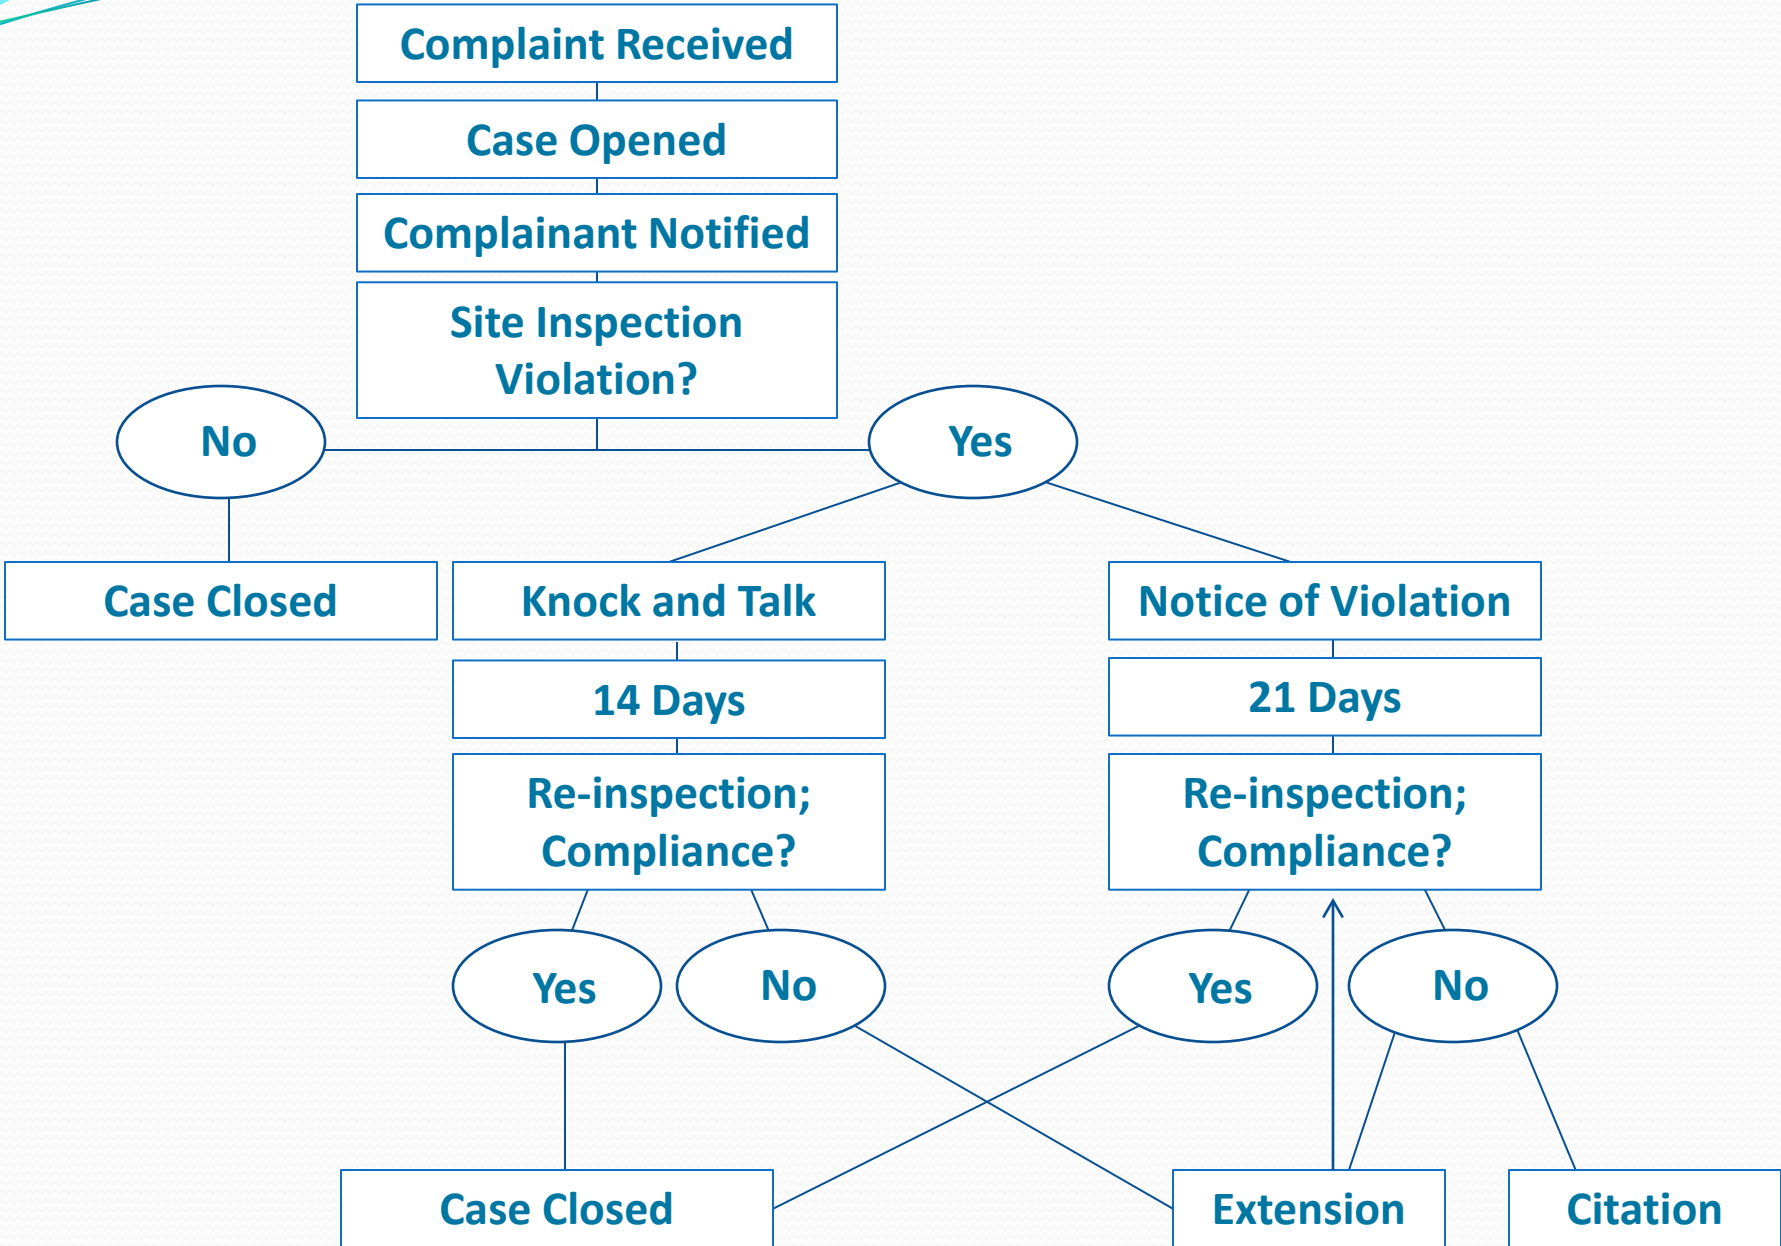 Complaint Received
Case Opened
Complainant Notified
Site Inspection
Violation?
No
Yes
Case Closed
Knock and Talk
Notice of Violation
14 Days
21 Days
Re-inspection;
Compliance?
Re-inspection;
Compliance?
Yes
No
Yes
No
Case Closed
Extension
Citation